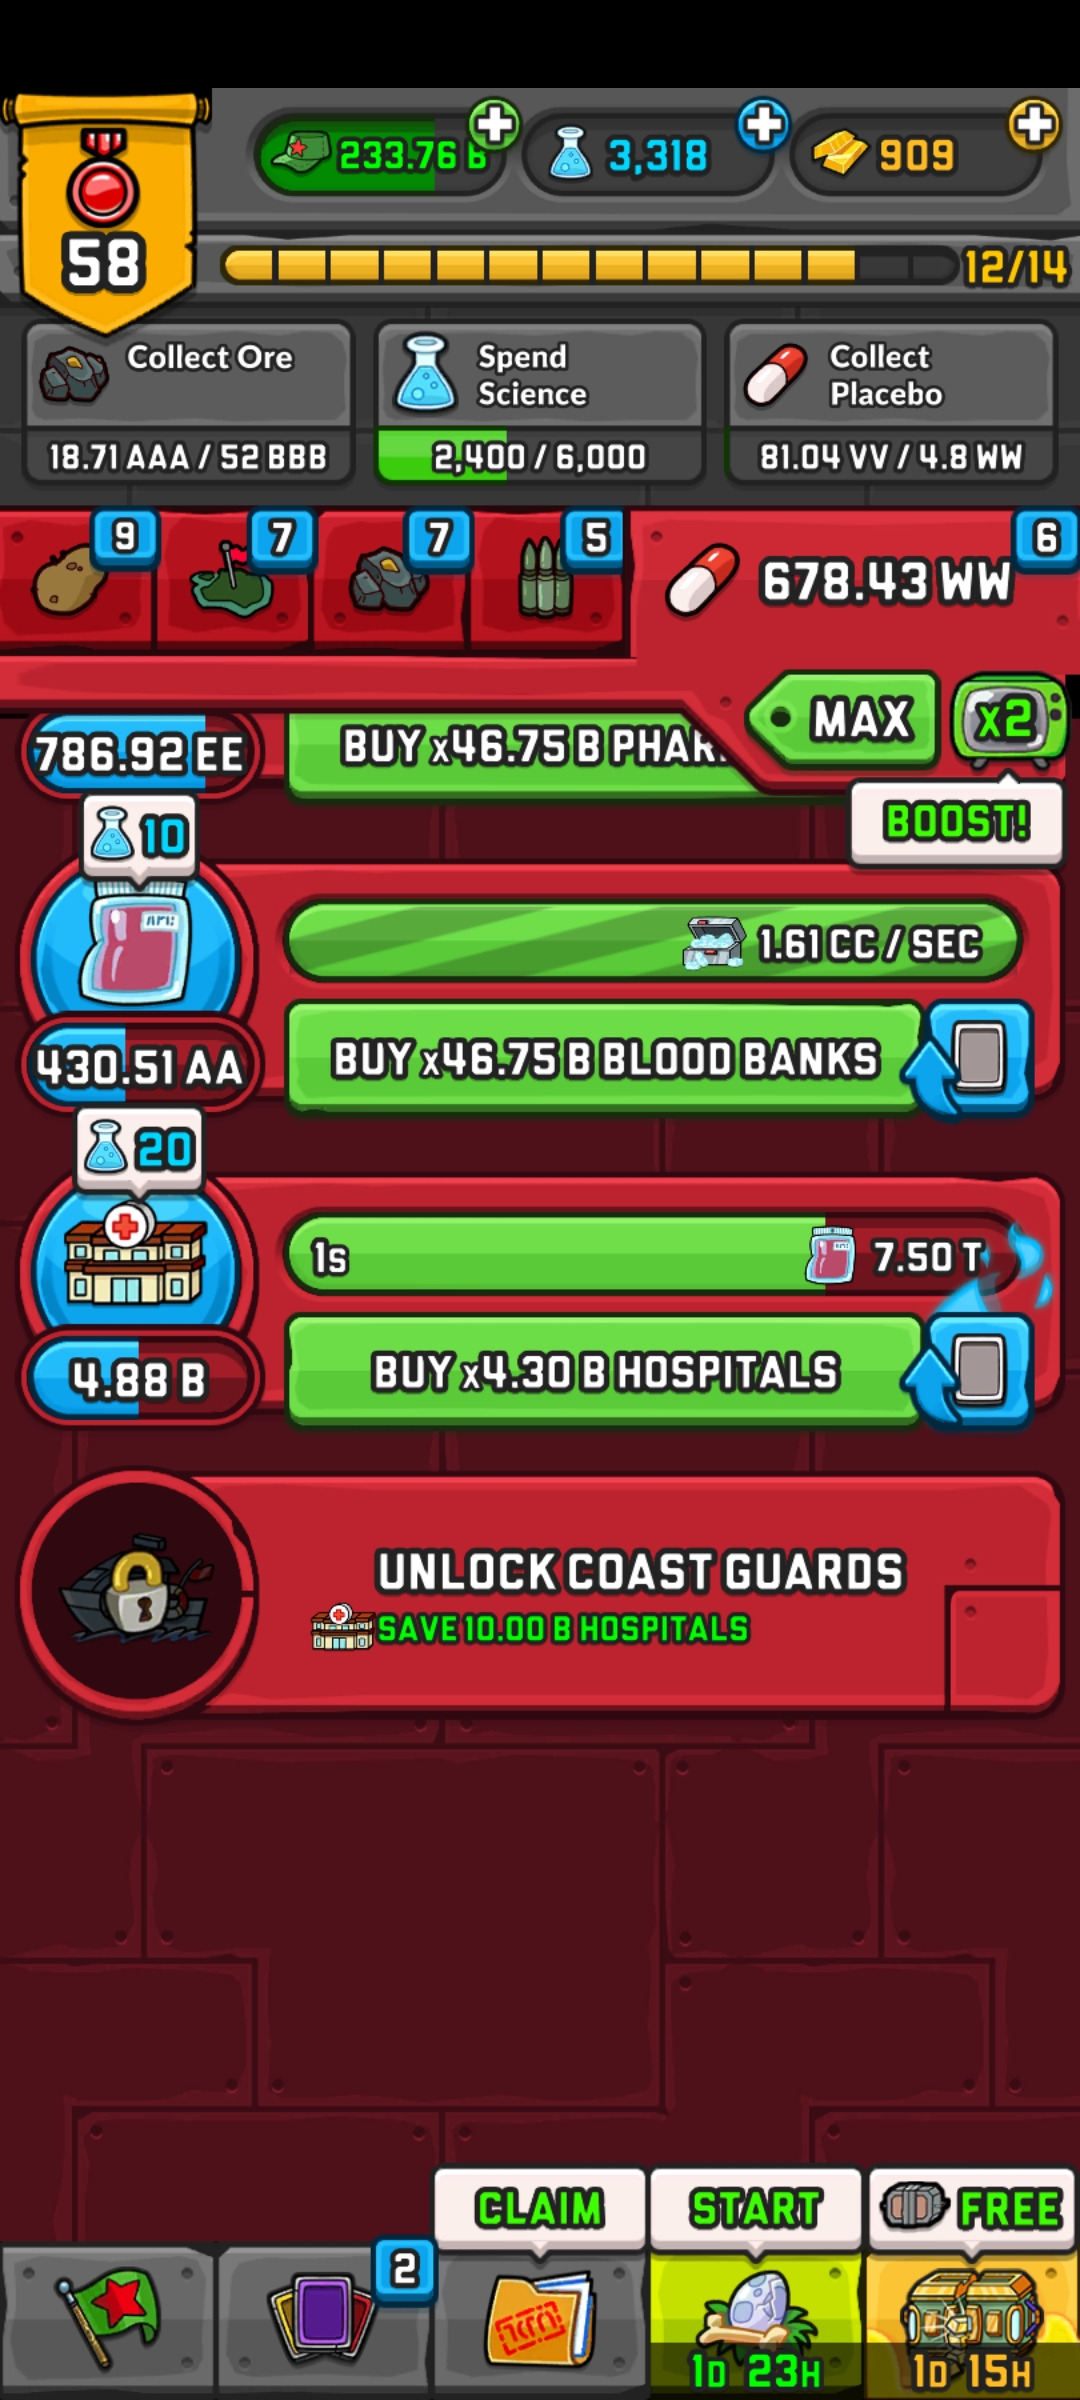 58
233.76 B
3,318
909
12/14
Collect Ore
18.71 AAA / 52 BBB
Spend
Science
2,400 / 6,000
Collect
Placebo
81.04 VV / 4.8 WW
9
7
7
5
6
678.43 WW
MAX
x2
BOOST!
786.92 EE
BUY x46.75 B PHAR
10
1.61 CC / SEC
430.51 AA
BUY x46.75 B BLOOD BANKS
20
1s
7.50 T
4.88 B
BUY x4.30 B HOSPITALS
UNLOCK COAST GUARDS
SAVE 10.00 B HOSPITALS
CLAIM
START
FREE
2
1D 23H
1D 15H